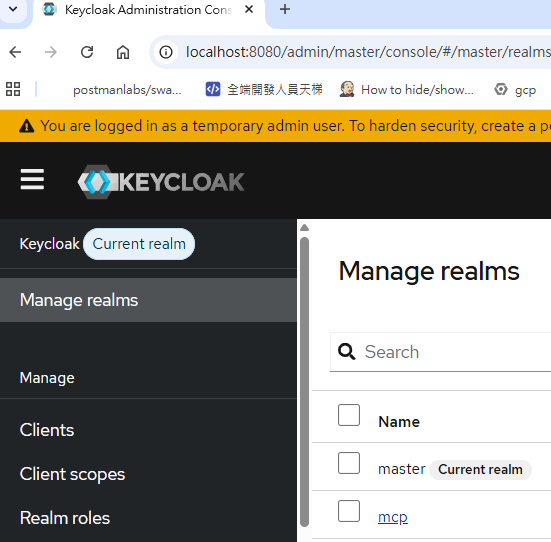 Keycloak Administration Cons
localhost:8080/admin/master/console/#/master/realms
postmanlabs/swa... 全端開發人員天梯 How to hide/show... gcp
You are logged in as a temporary admin user. To harden security, create a pe
KEYCLOAK
Keycloak Current realm
Manage realms
Manage
Clients
Client scopes
Realm roles
Manage realms
Search
Name
master Current realm
mcp